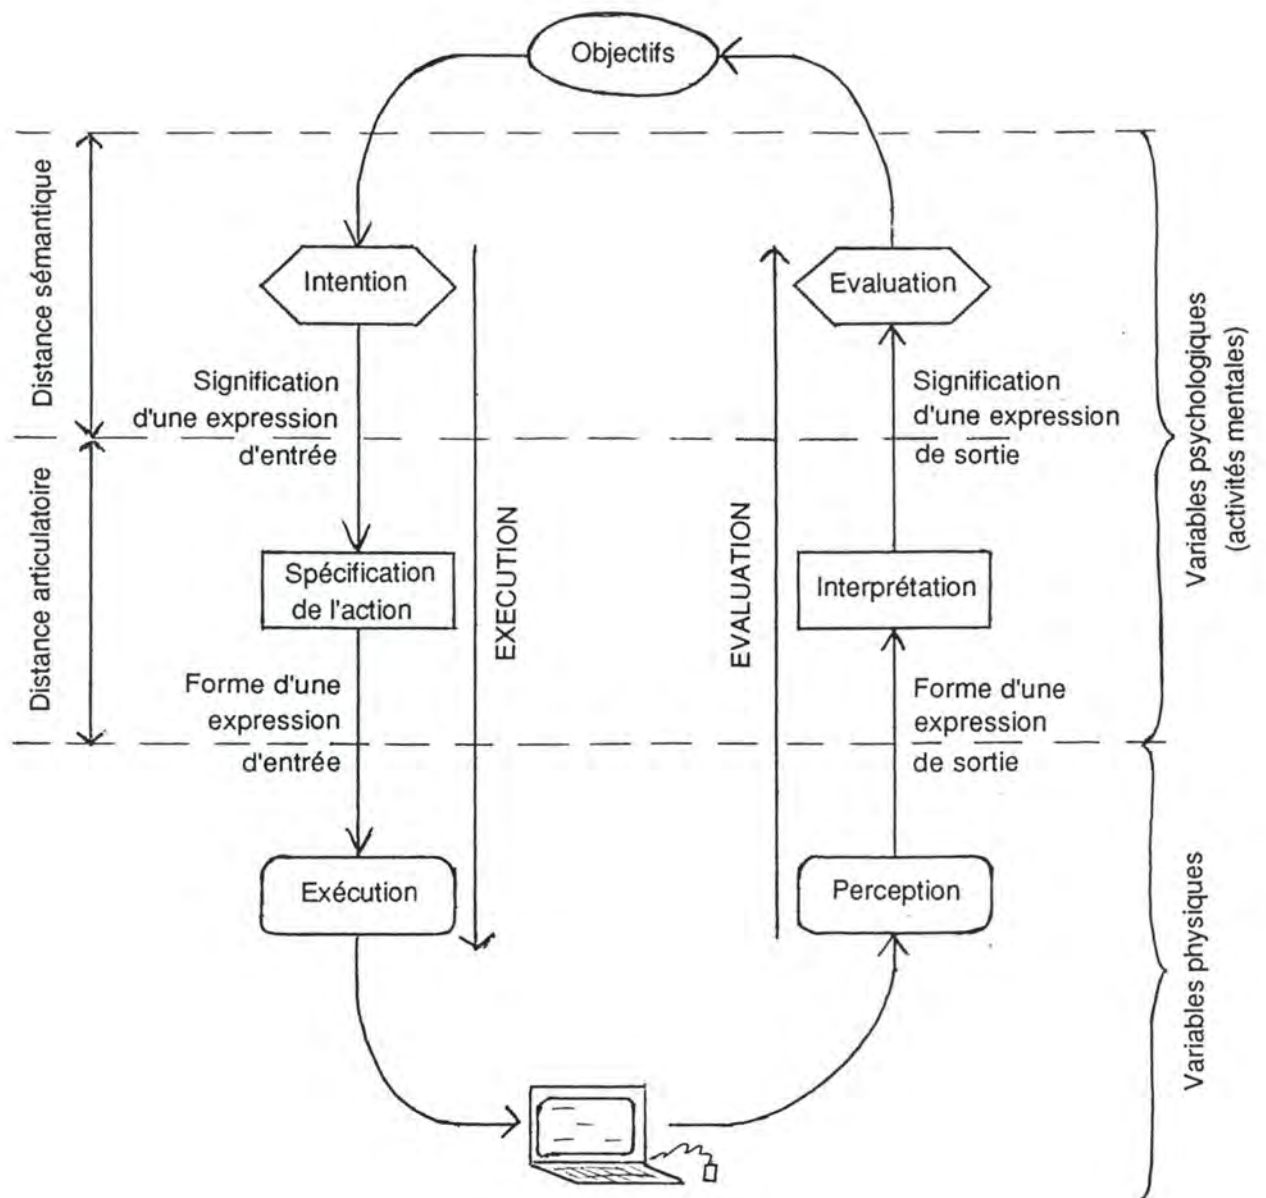 Objectifs
Distance sémantique
Intention
Evaluation
Signification
d'une expression
d'entrée
Signification
d'une expression
de sortie
Variables psychologiques
(activités mentales)
Distance articulatoire
EXECUTION
EVALUATION
Spécification
de l'action
Interprétation
Forme d'une
expression
d'entrée
Forme d'une
expression
de sortie
Exécution
Perception
Variables physiques